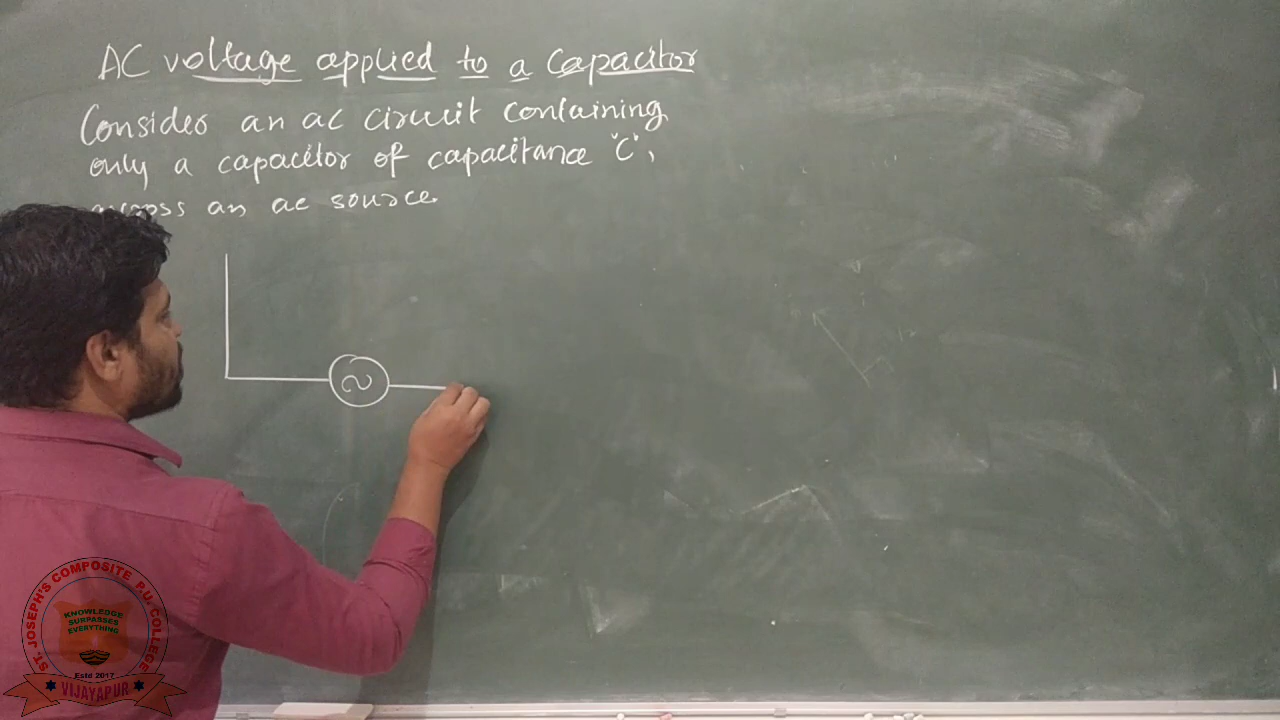 AC voltage applied to a capacitor
Consider an ac circuit containing
only a capacitor of capacitance "C",
across an ac source.
ST. JOSEPH'S COMPOSITE P.U. COLLEGE
KNOWLEDGE
SURPASSES
EVERYTHING
Estd 2017
VIJAYAPUR